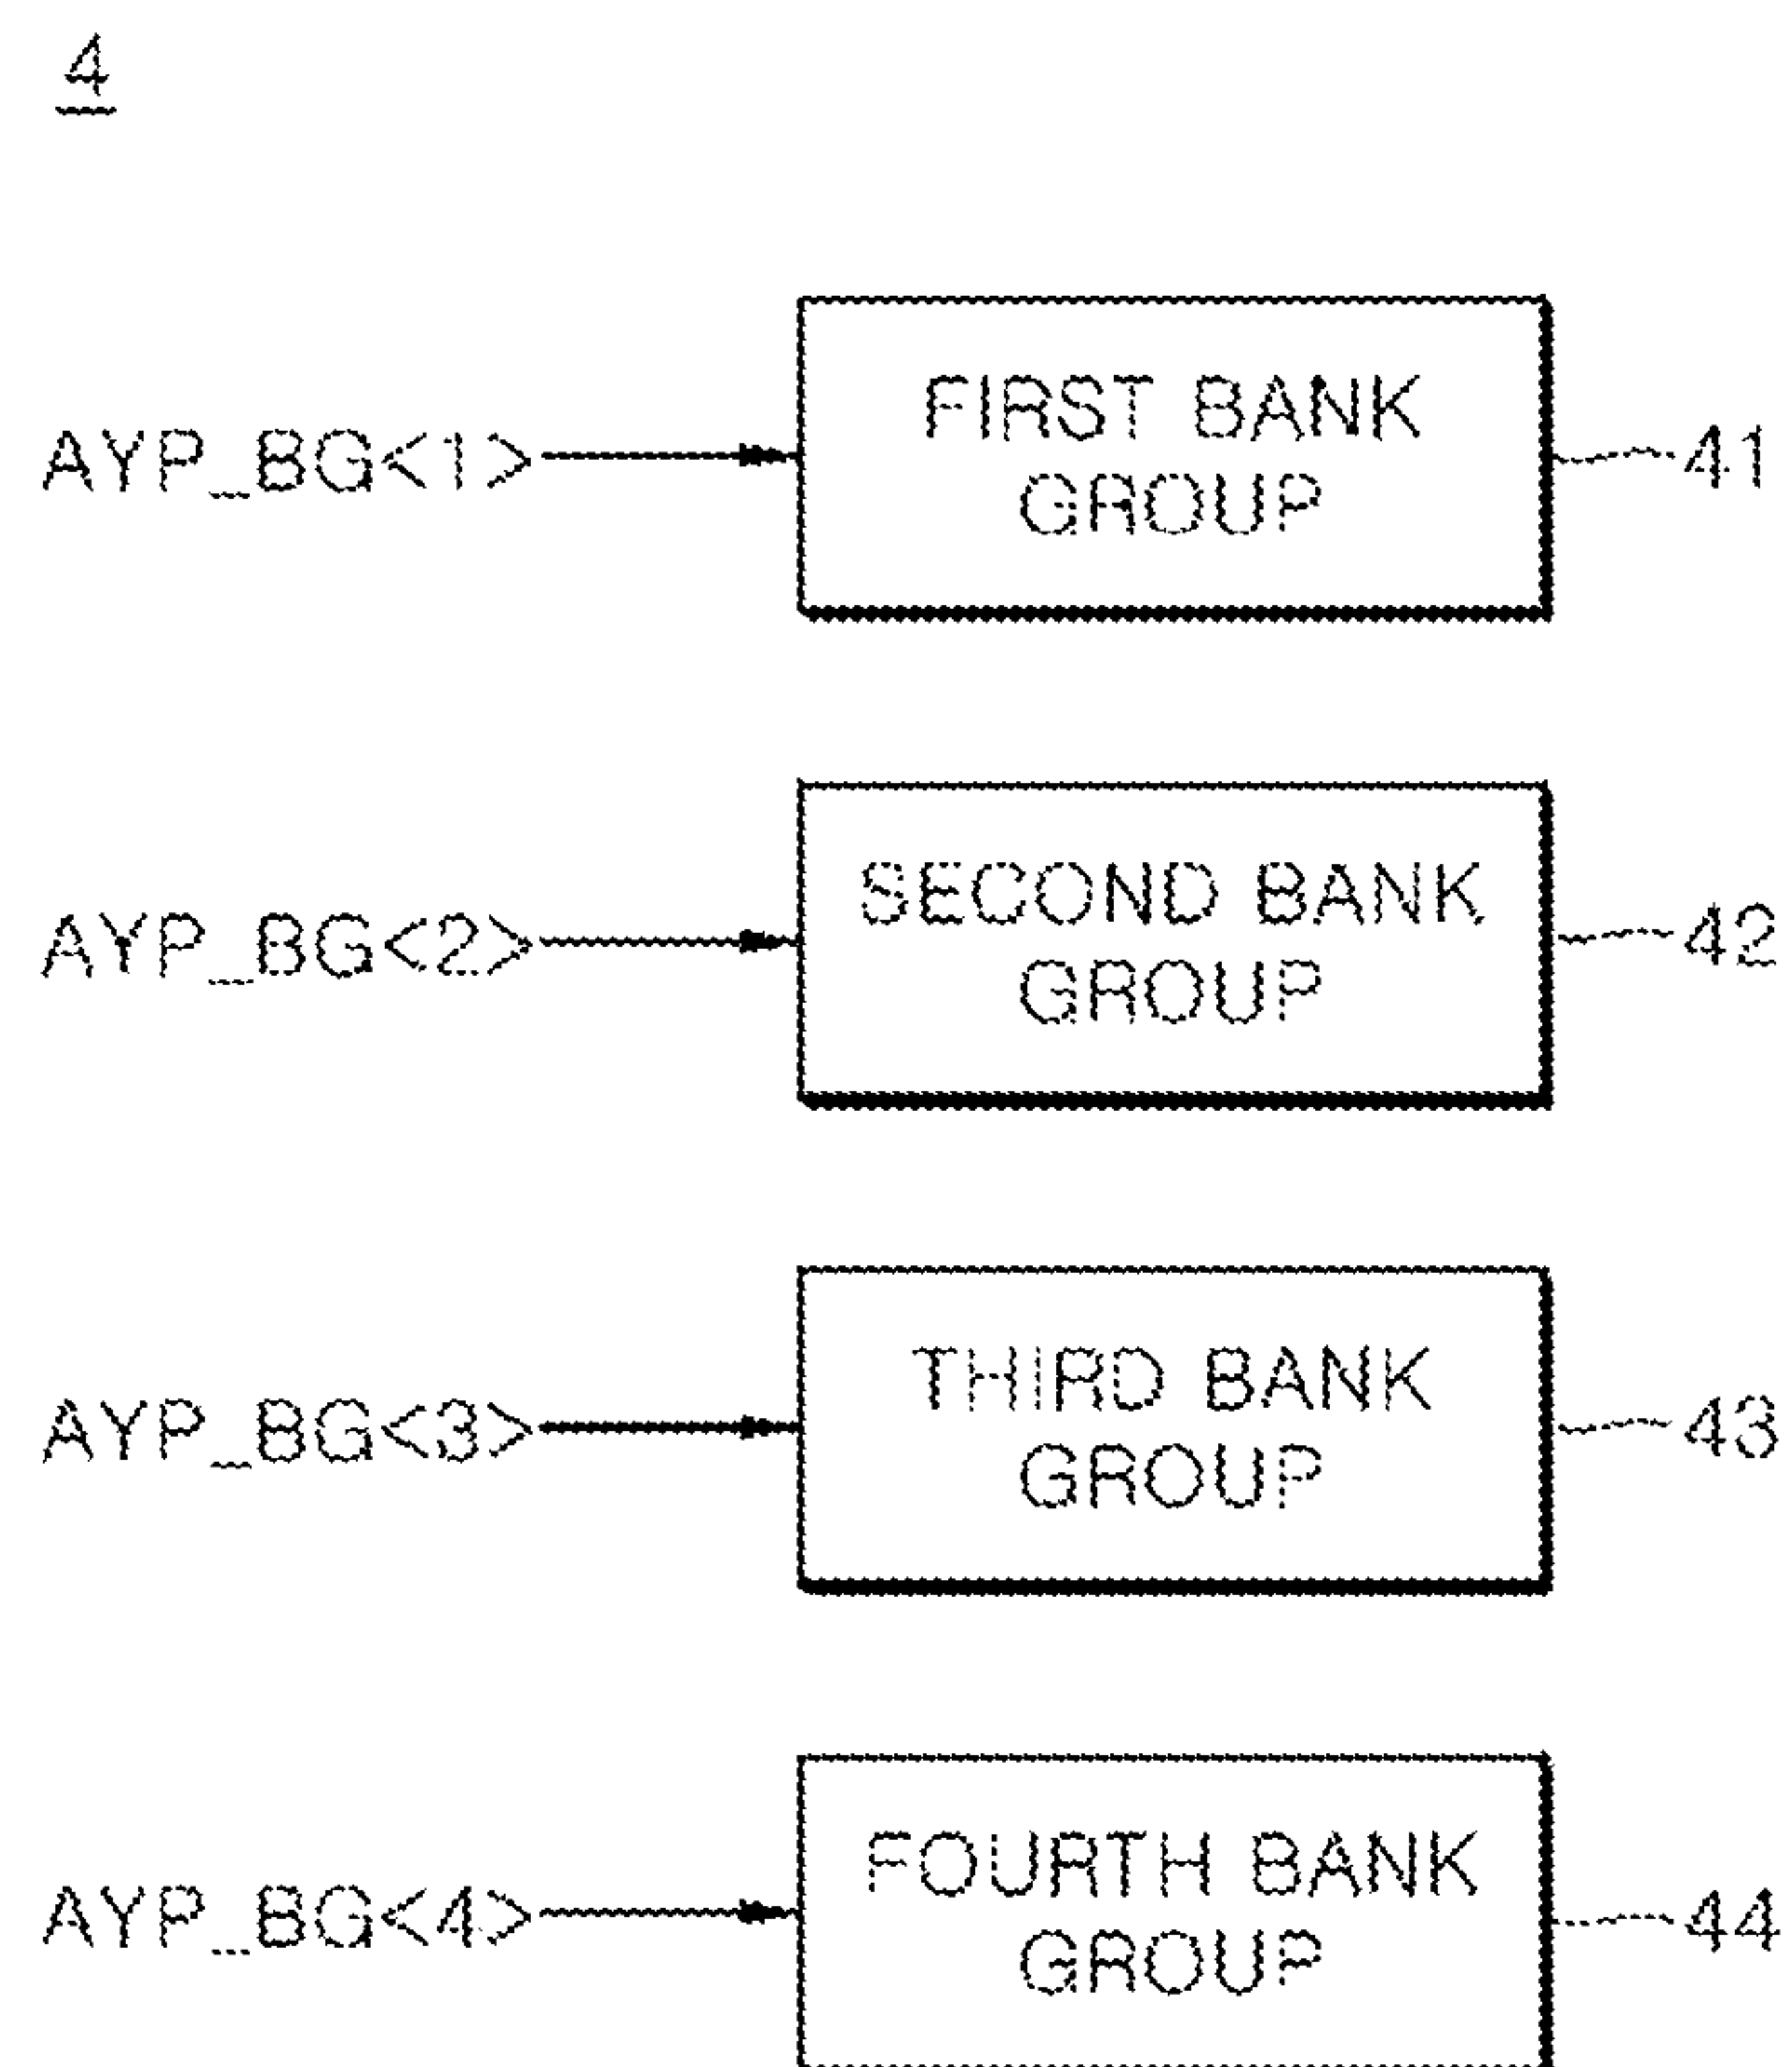 4
AYP_BG<1>
FIRST BANK
GROUP
41
AYP_BG<2>
SECOND BANK
GROUP
42
AYP_BG<3>
THIRD BANK
GROUP
43
AYP_BG<4>
FOURTH BANK
GROUP
44